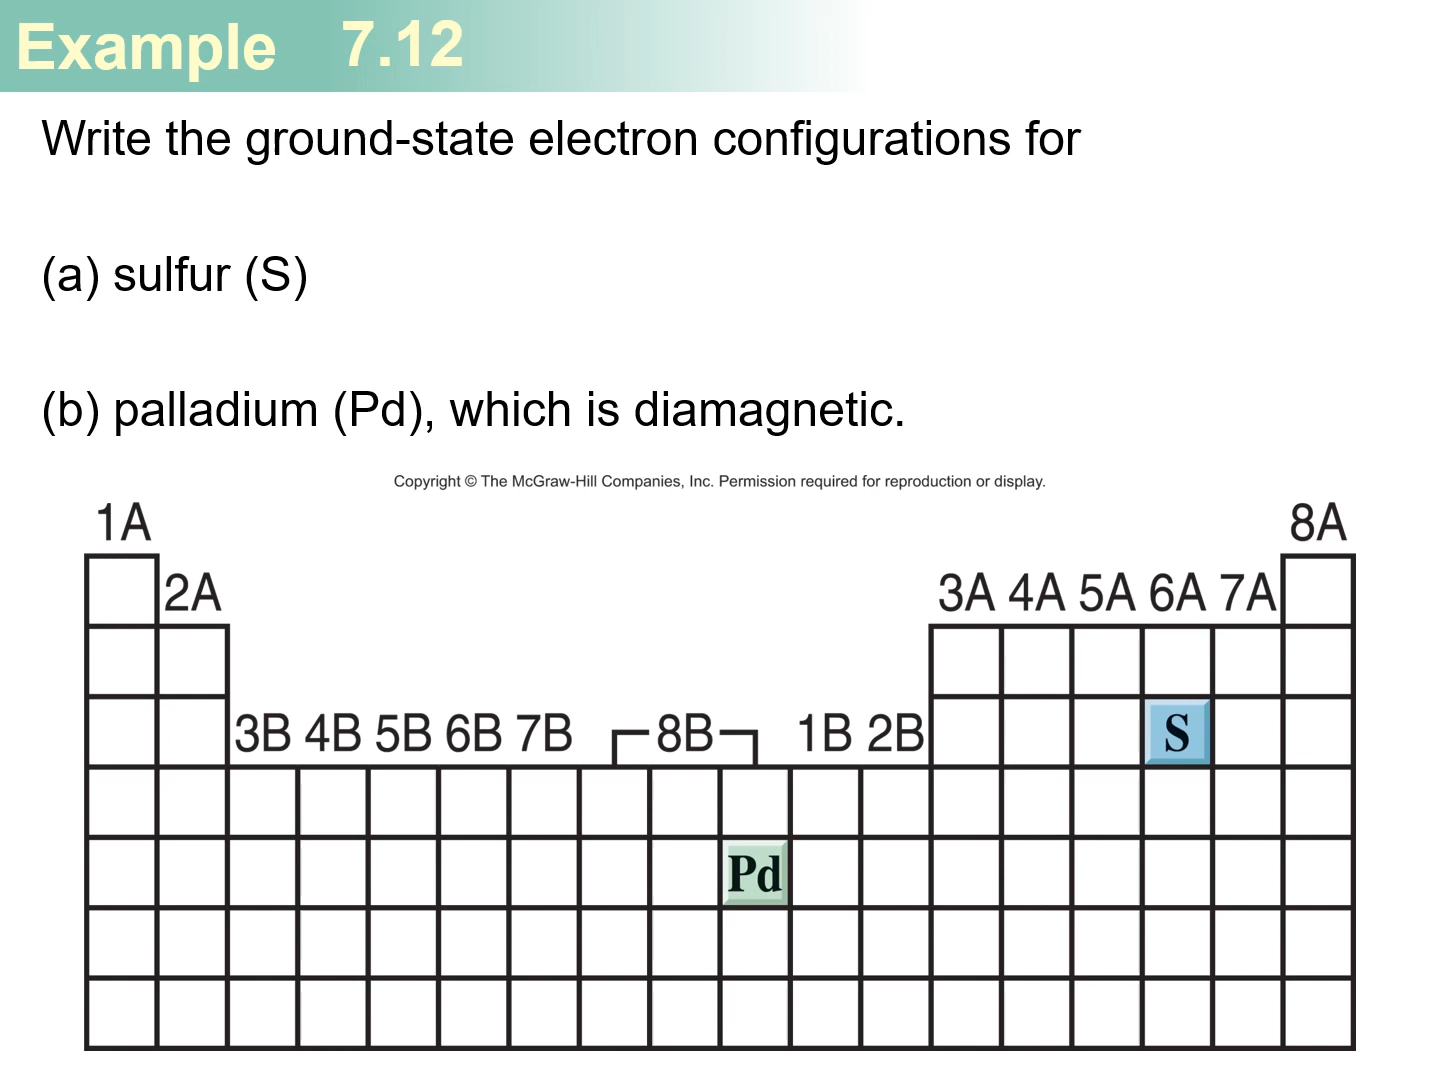 Example 7.12
Write the ground-state electron configurations for
(a) sulfur (S)
(b) palladium (Pd), which is diamagnetic.
Copyright © The McGraw-Hill Companies, Inc. Permission required for reproduction or display.
1A 8A
2A 3A 4A 5A 6A 7A
3B 4B 5B 6B 7B 8B 1B 2B S
Pd